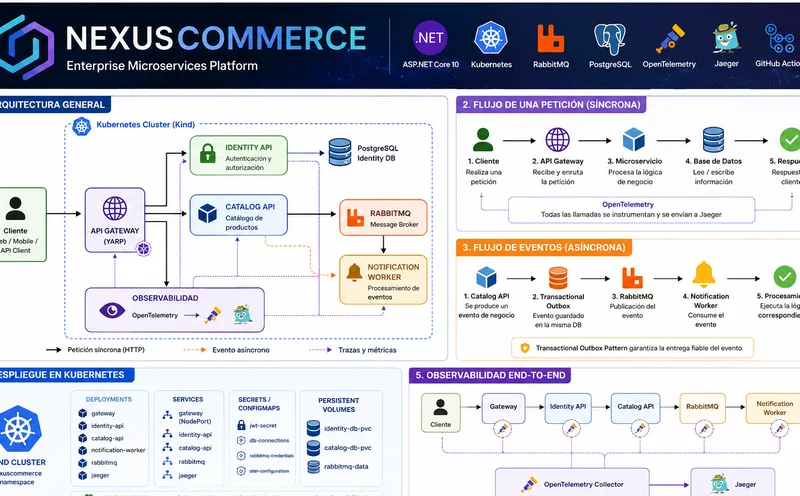 NEXUSCOMMERCE
Enterprise Microservices Platform
.NET
ASP.NET Core 10
Kubernetes
RabbitMQ
PostgreSQL
OpenTelemetry
Jaeger
GitHub Actio
RQUITECTURA GENERAL
Kubernetes Cluster (Kind)
Cliente
eb / Mobile /
API Client
API GATEWAY
(YARP)
IDENTITY API
Autenticación y
autorización
PostgreSQL
Identity DB
CATALOG API
Catálogo de
productos
RABBITMQ
Message Broker
NOTIFICATION
WORKER
Procesamiento de
eventos
OBSERVABILIDAD
OpenTelemetry
Petición síncrona (HTTP)
Evento asíncrono
Trazas y métricas
2. FLUJO DE UNA PETICIÓN (SÍNCRONA)
1. Cliente
Realiza una
petición
2. API Gateway
Recibe y enruta
la petición
3. Microservicio
Procesa la lógica
de negocio
4. Base de Datos
Lee / escribe
información
5. Respue
Respuest
cliente
OpenTelemetry
Todas las llamadas se instrumentan y se envían a Jaeger
3. FLUJO DE EVENTOS (ASÍNCRONA)
1. Catalog API
Se produce un
evento de negocio
2. Transactional
Outbox
Evento guardado
en la misma DB
3. RabbitMQ
Publicación del
evento
4. Notification
Worker
Consume el
evente
5. Procesamie
Ejecuta la lóg
correspondien
Transactional Outbox Pattern garantiza la entrega fiable del evento
ESPLIEGUE EN KUBERNETES
ND CLUSTER
xuscommerce
namespace
DEPLOYMENTS
gateway
identity-api
catalog-api
notification-worker
rabbitmq
jaeger
SERVICES
gateway
(NodePort)
identity-api
catalog-api
rabbitmq
jaeger
SECRETS /
CONFIGMAPS
jwt-secret
db-connections
rabbitmq-credentials
otel-configuration
PERSISTENT
VOLUMES
identity-db-pvc
catalog-db-pvc
rabbitmq-data
5. OBSERVABILIDAD END-TO-END
Cliente
Gateway
Identity API
Catalog API
RabbitMQ
Notification
Worker
OpenTelemetry Collector
Jaeger